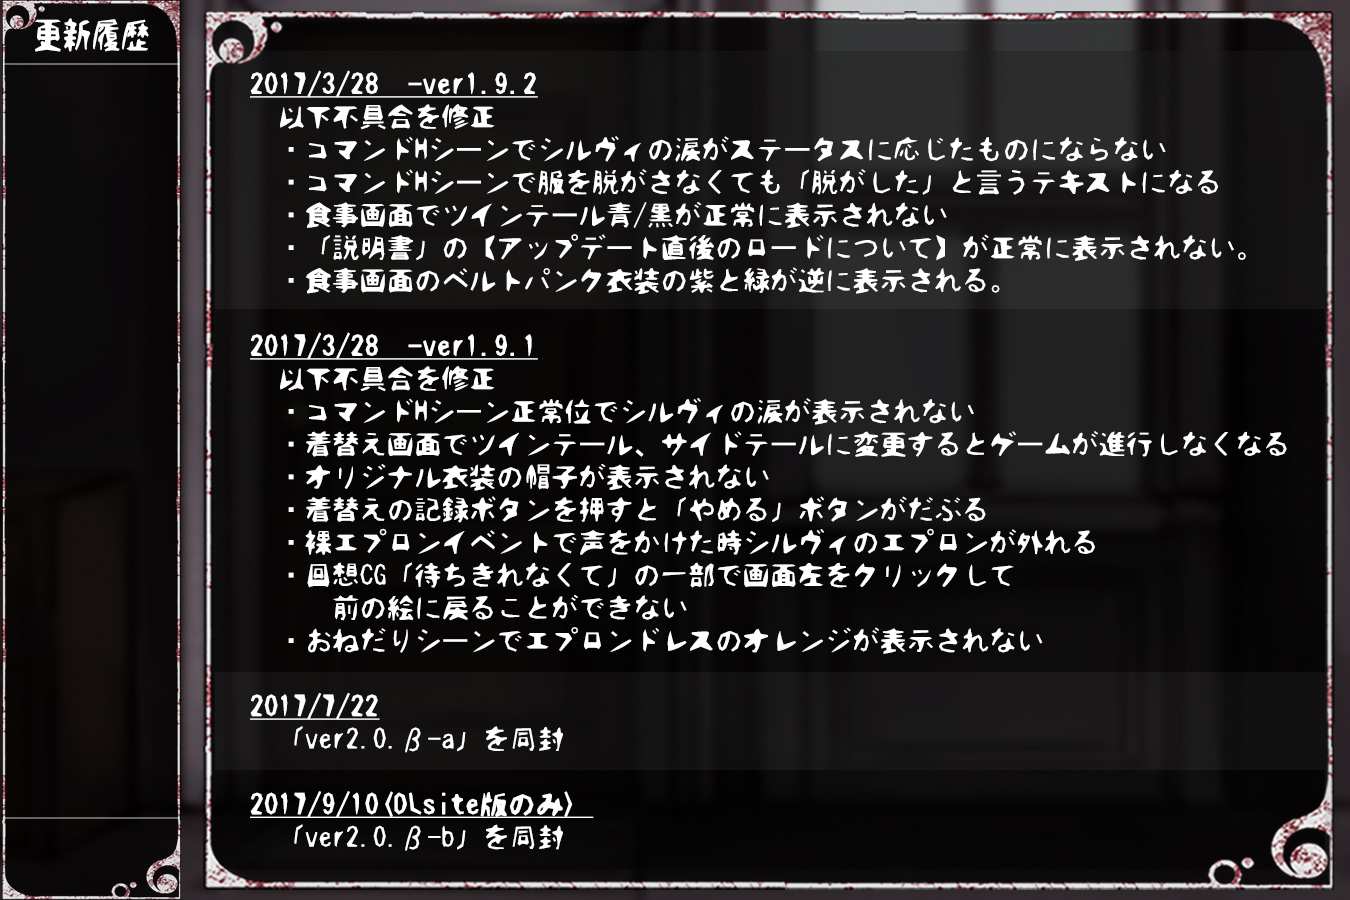 更新履歴
2017/3/28　-ver1.9.2
以下不具合を修正
・コマンドHシーンでシルヴィの涙がステータスに応じたものにならない
・コマンドHシーンで服を脱がさなくても「脱がした」と言うテキストになる
・食事画面でツインテール青/黒が正常に表示されない
・「説明書」の【アップデート直後のロードについて】が正常に表示されない。
・食事画面のベルトパンク衣装の紫と緑が逆に表示される。
2017/3/28　-ver1.9.1
以下不具合を修正
・コマンドHシーン正常位でシルヴィの涙が表示されない
・着替え画面でツインテール、サイドテールに変更するとゲームが進行しなくなる
・オリジナル衣装の帽子が表示されない
・着替えの記録ボタンを押すと「やめる」ボタンがだぶる
・裸エプロンイベントで声をかけた時シルヴィのエプロンが外れる
・回想CG「待ちきれなくて」の一部で画面左をクリックして
前の絵に戻ることができない
・おねだりシーンでエプロンドレスのオレンジが表示されない
2017/7/22
「ver2.0.β-a」を同封
2017/9/10(DLsite版のみ)
「ver2.0.β-b」を同封